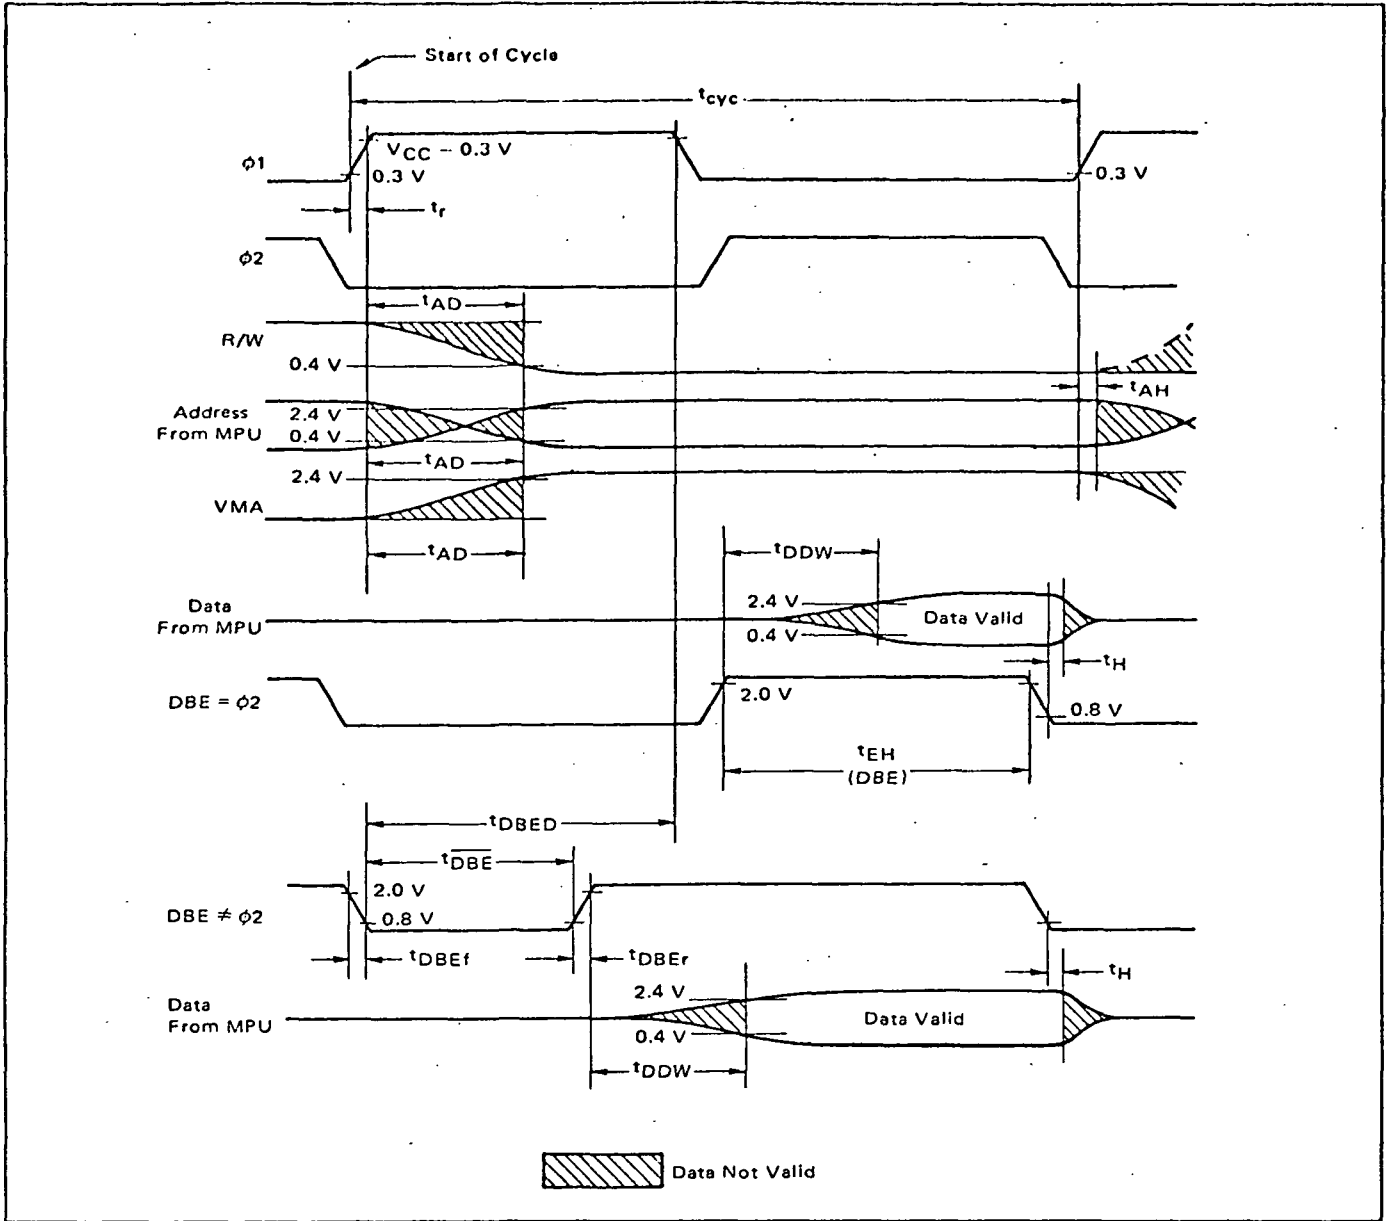 Start of Cycle
tcyc
φ1
VCC - 0.3 V
0.3 V
0.3 V
tr
φ2
tAD
R/W
0.4 V
tAH
Address
From MPU
2.4 V
0.4 V
tAD
2.4 V
VMA
tAD
tDDW
Data
From MPU
2.4 V
0.4 V
Data Valid
tH
DBE = φ2
2.0 V
0.8 V
tEH
(DBE)
tDBED
tD̅B̅E̅
DBE ≠ φ2
2.0 V
0.8 V
tDBEf
tDBEr
tH
Data
From MPU
2.4 V
0.4 V
Data Valid
tDDW
Data Not Valid